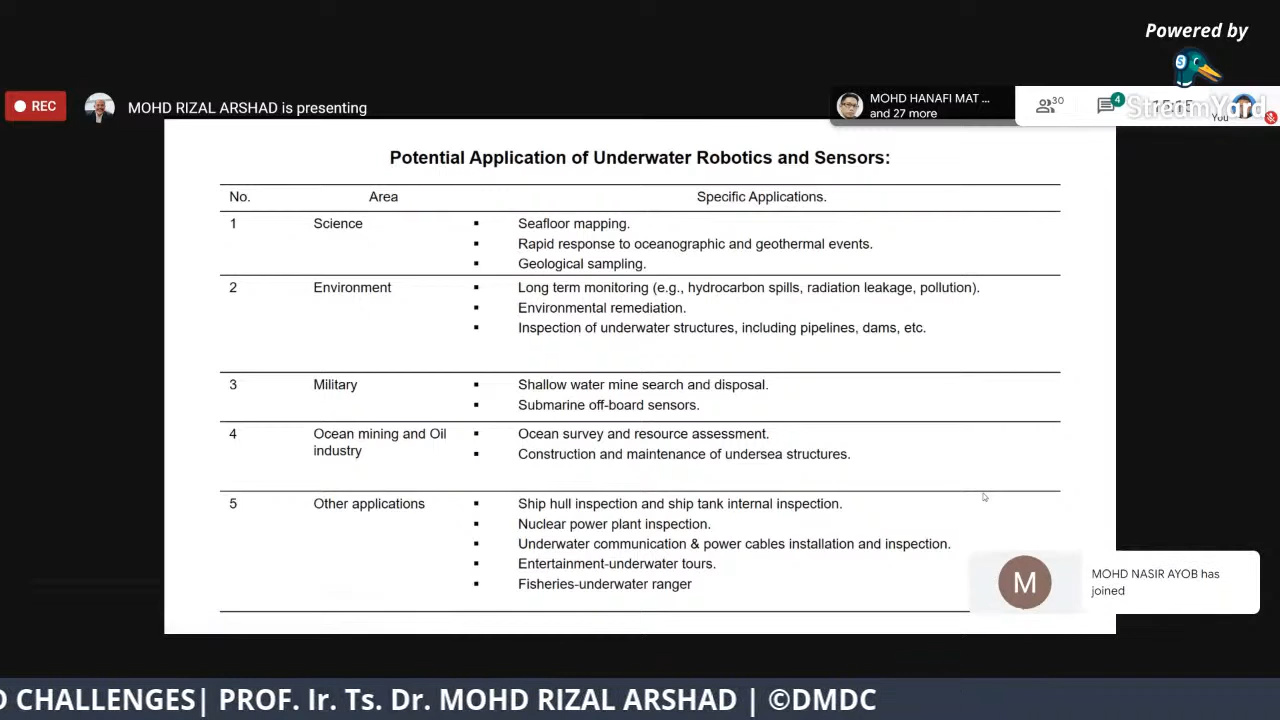 Powered by
S
REC
MOHD RIZAL ARSHAD is presenting
MOHD HANAFI MAT ...
and 27 more
30
4
StreamYard
You
Potential Application of Underwater Robotics and Sensors:
No. Area Specific Applications.
1 Science ▪ Seafloor mapping.
▪ Rapid response to oceanographic and geothermal events.
▪ Geological sampling.
2 Environment ▪ Long term monitoring (e.g., hydrocarbon spills, radiation leakage, pollution).
▪ Environmental remediation.
▪ Inspection of underwater structures, including pipelines, dams, etc.
3 Military ▪ Shallow water mine search and disposal.
▪ Submarine off-board sensors.
4 Ocean mining and Oil ▪ Ocean survey and resource assessment.
industry ▪ Construction and maintenance of undersea structures.
5 Other applications ▪ Ship hull inspection and ship tank internal inspection.
▪ Nuclear power plant inspection.
▪ Underwater communication & power cables installation and inspection.
▪ Entertainment-underwater tours.
▪ Fisheries-underwater ranger
M
MOHD NASIR AYOB has
joined
D CHALLENGES| PROF. Ir. Ts. Dr. MOHD RIZAL ARSHAD | ©DMDC